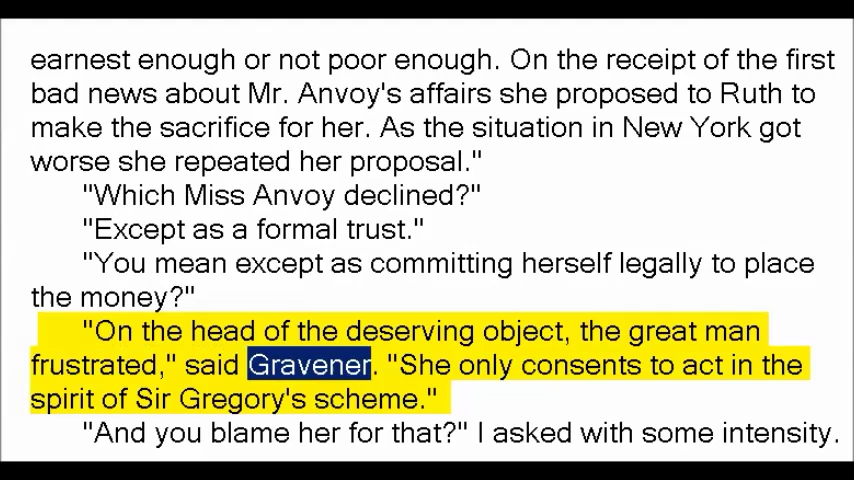 earnest enough or not poor enough. On the receipt of the first
bad news about Mr. Anvoy's affairs she proposed to Ruth to
make the sacrifice for her. As the situation in New York got
worse she repeated her proposal."
"Which Miss Anvoy declined?"
"Except as a formal trust."
"You mean except as committing herself legally to place
the money?"
"On the head of the deserving object, the great man
frustrated," said Gravener. "She only consents to act in the
spirit of Sir Gregory's scheme."
"And you blame her for that?" I asked with some intensity.